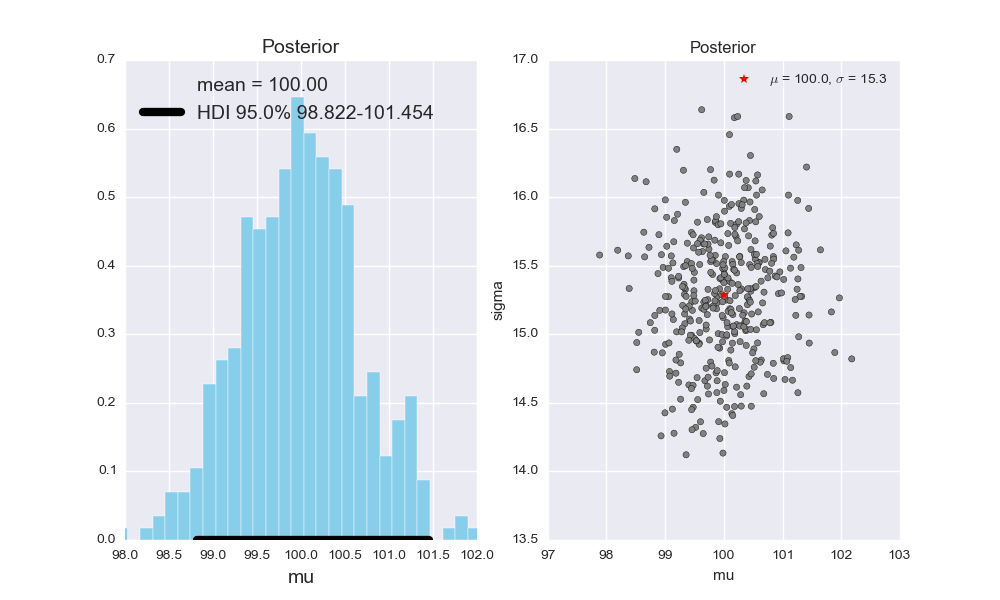 Posterior
mean = 100.00
HDI 95.0% 98.822-101.454
0.7
0.6
0.5
0.4
0.3
0.2
0.1
0.0
98.0 98.5 99.0 99.5 100.0 100.5 101.0 101.5 102.0
mu
Posterior
μ = 100.0, σ = 15.3
17.0
16.5
16.0
15.5
15.0
14.5
14.0
13.5
sigma
97 98 99 100 101 102 103
mu